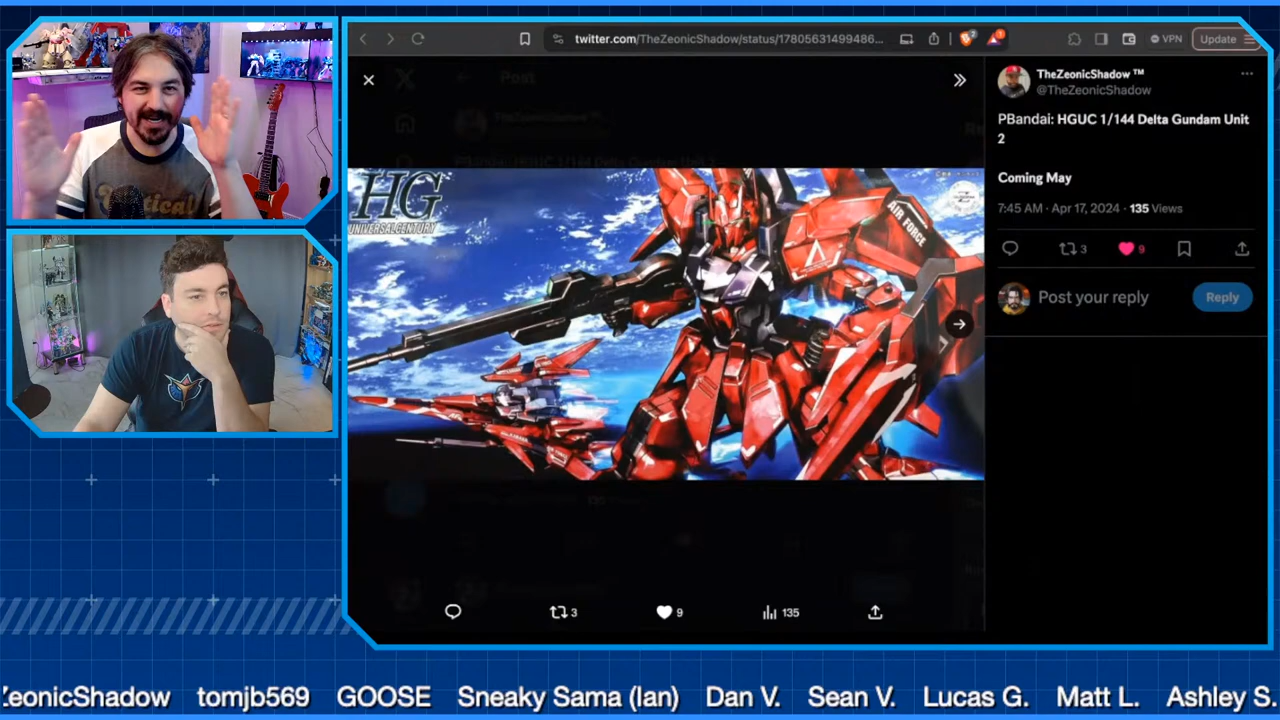 twitter.com/TheZeonicShadow/status/17805631499486...
VPN
Update
TheZeonicShadow ™
@TheZeonicShadow
PBandai: HGUC 1/144 Delta Gundam Unit
2
Coming May
7:45 AM · Apr 17, 2024 · 135 Views
3
9
Post your reply
Reply
Post
HG
UNIVERSAL CENTURY
AIR FORCE
3
9
135
ZeonicShadow tomjb569 GOOSE Sneaky Sama (Ian) Dan V. Sean V. Lucas G. Matt L. Ashley S.